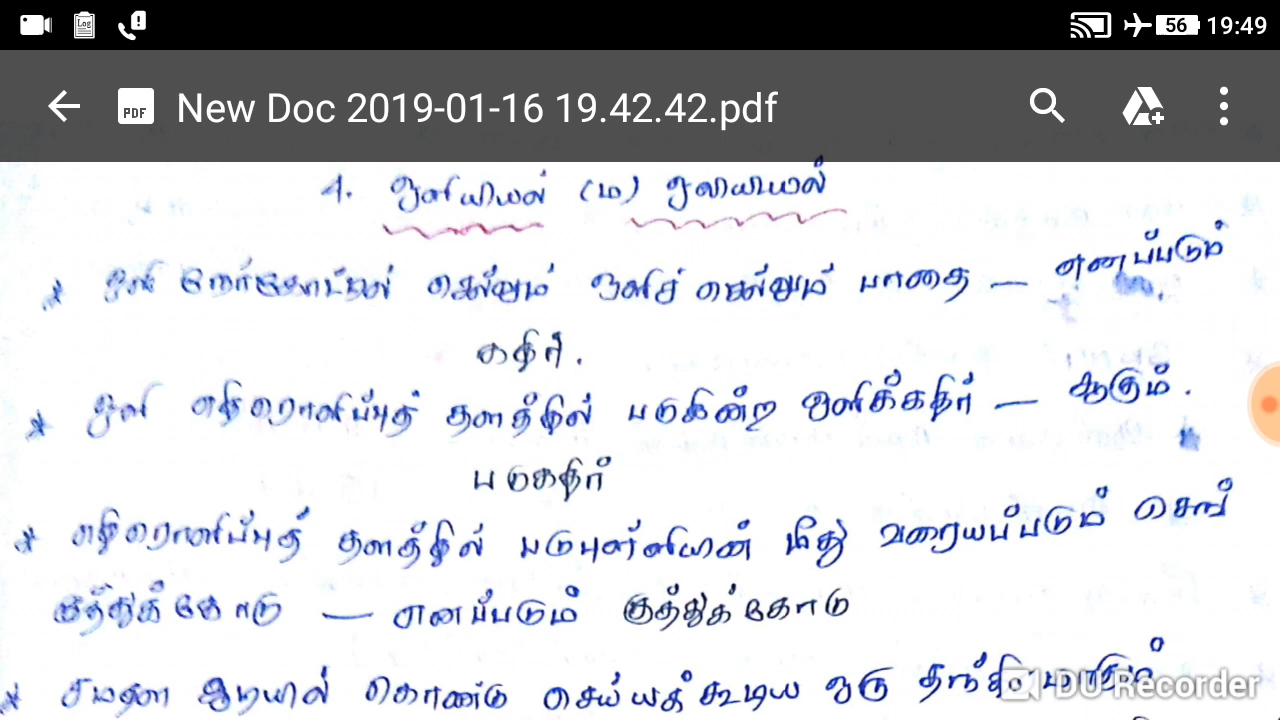 56 19:49
PDF New Doc 2019-01-16 19.42.42.pdf
4. ஒளியியல் (ம) ஒலியியல்
* ஒளி நேர்கோட்டில் செல்லும் ஒளிச் செல்லும் பாதை — எனப்படும்
கதிர்.
* ஒளி எதிரொளிப்புத் தளத்தில் படுகின்ற ஒளிக்கதிர் — ஆகும்.
படுகதிர்
* எதிரொளிப்புத் தளத்தில் படுபுள்ளியின் மீது வரையப்படும் செங்
குத்துக்கோடு — எனப்படும் குத்துக்கோடு
* சமதள ஆடியில் கொண்டு செய்யக்கூடிய ஒரு
DU Recorder